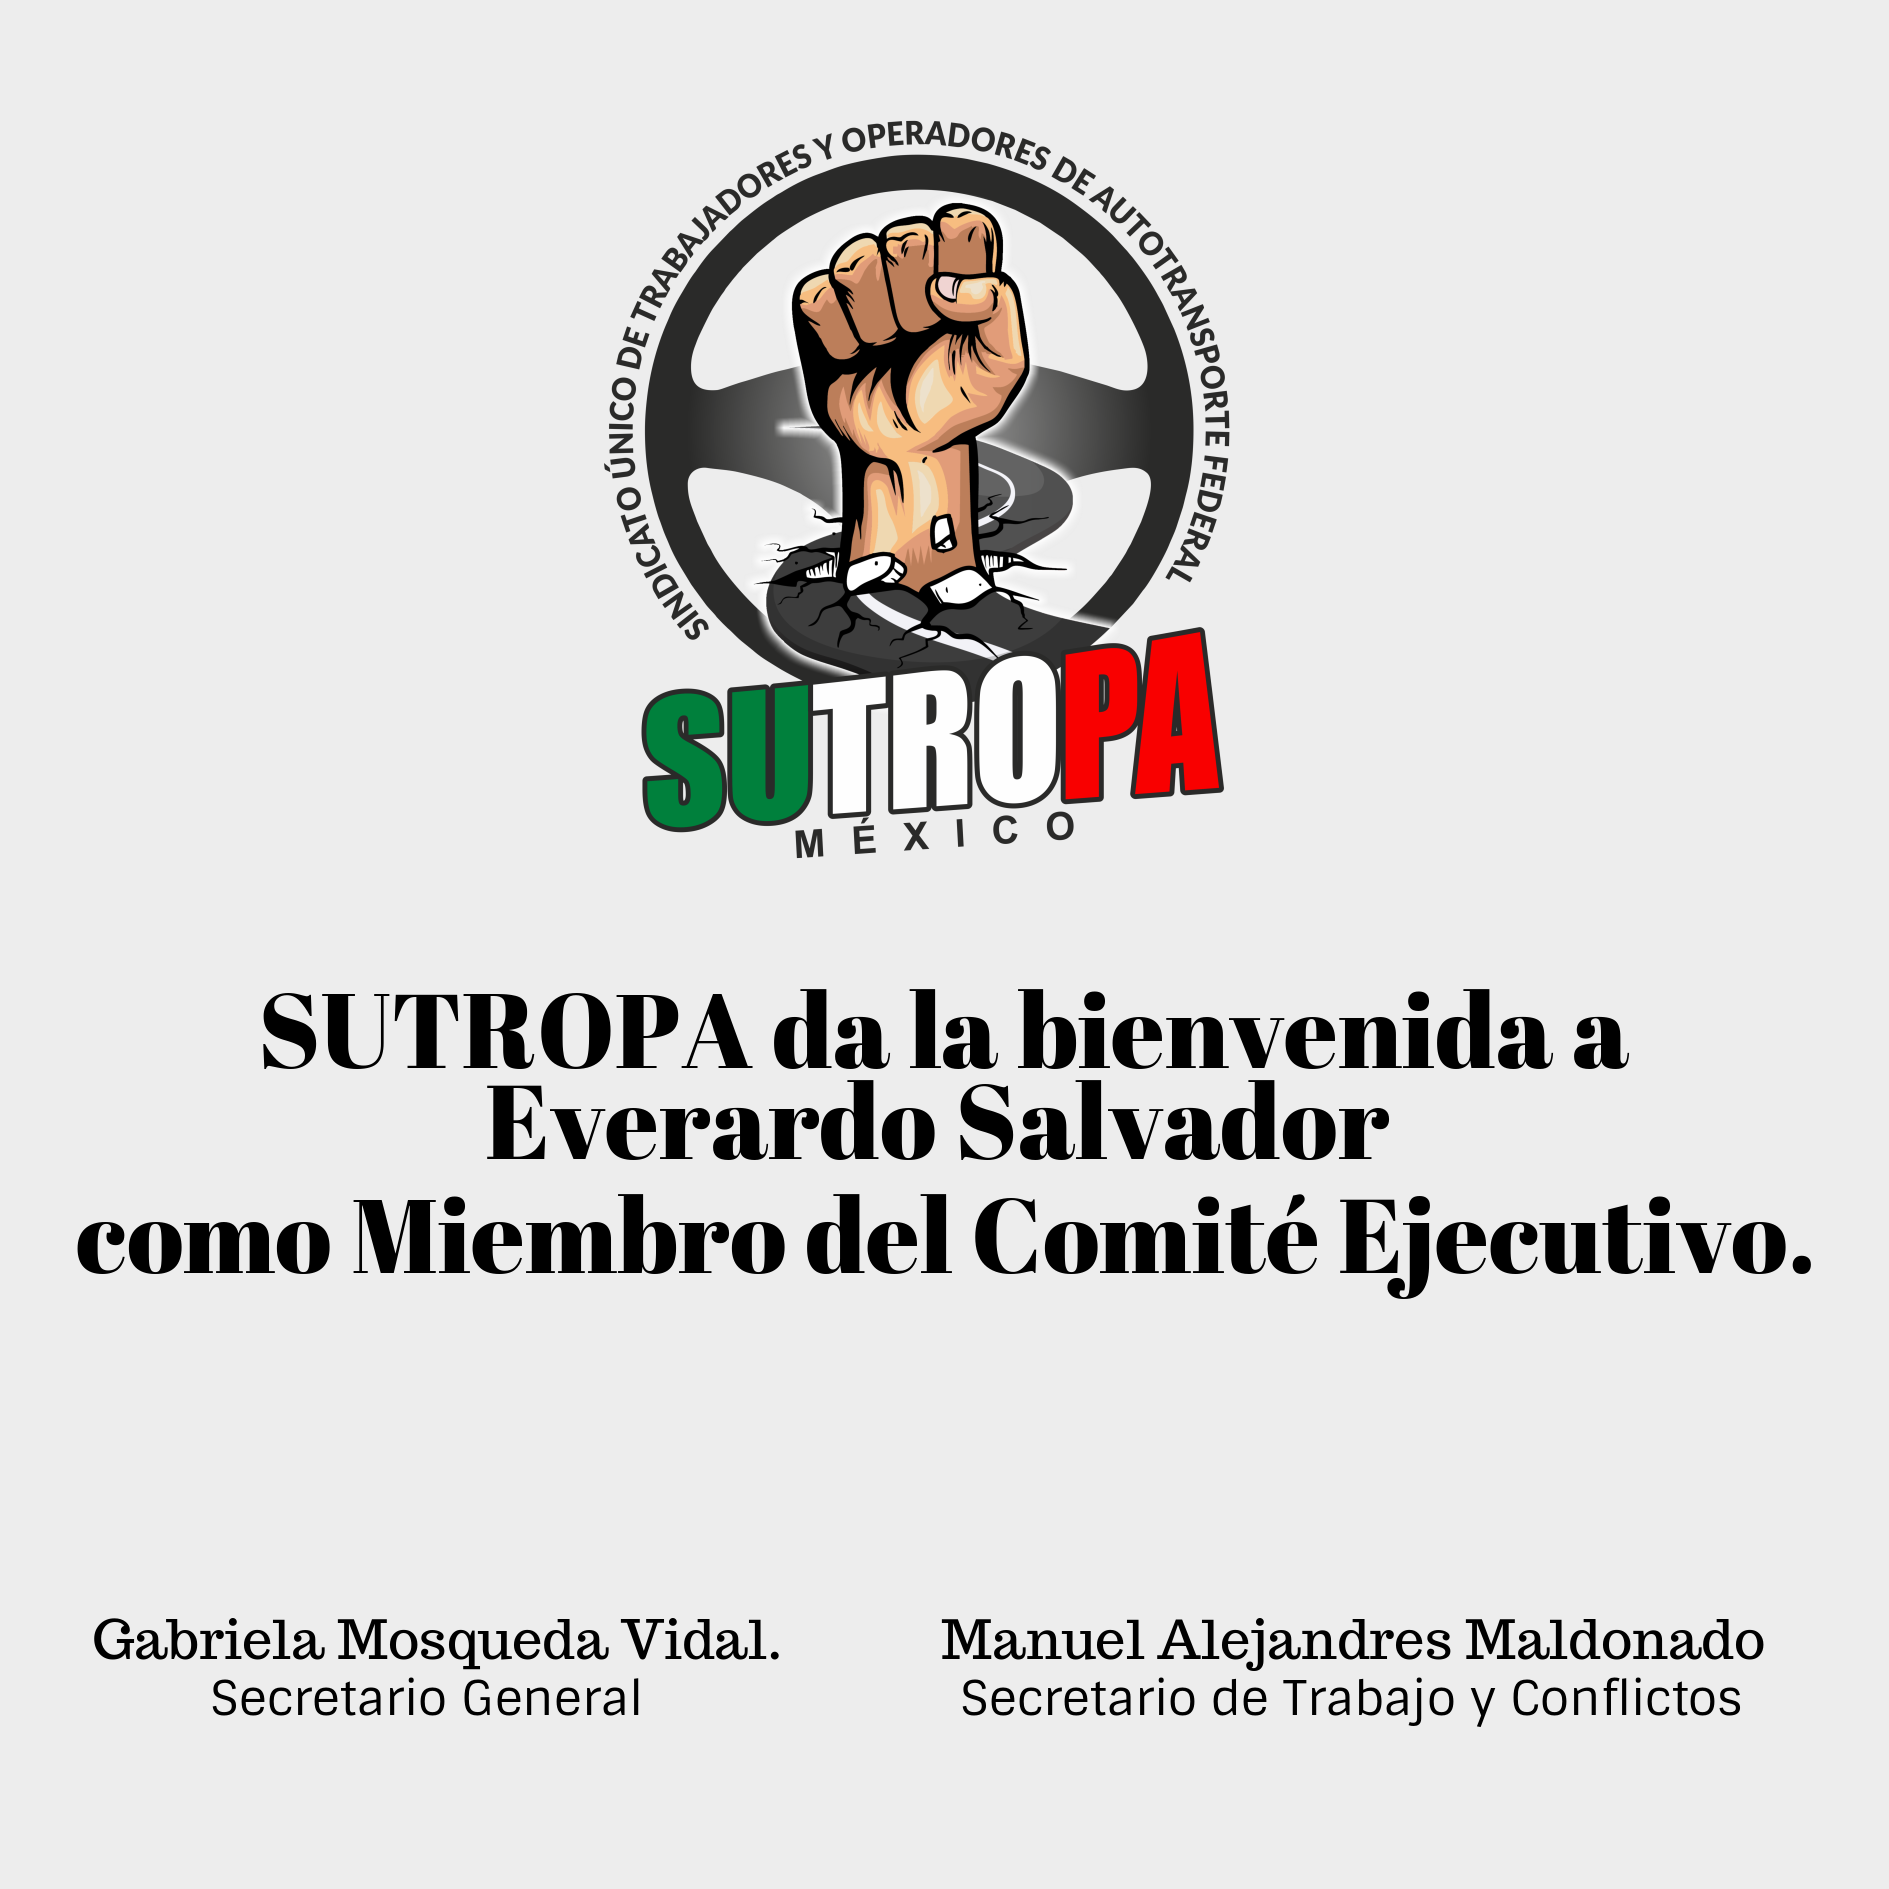 SINDICATO ÚNICO DE TRABAJADORES Y OPERADORES DE AUTOTRANSPORTE FEDERAL
SUTROPA
MÉXICO
SUTROPA da la bienvenida a
Everardo Salvador
como Miembro del Comité Ejecutivo.
Gabriela Mosqueda Vidal.
Secretario General
Manuel Alejandres Maldonado
Secretario de Trabajo y Conflictos